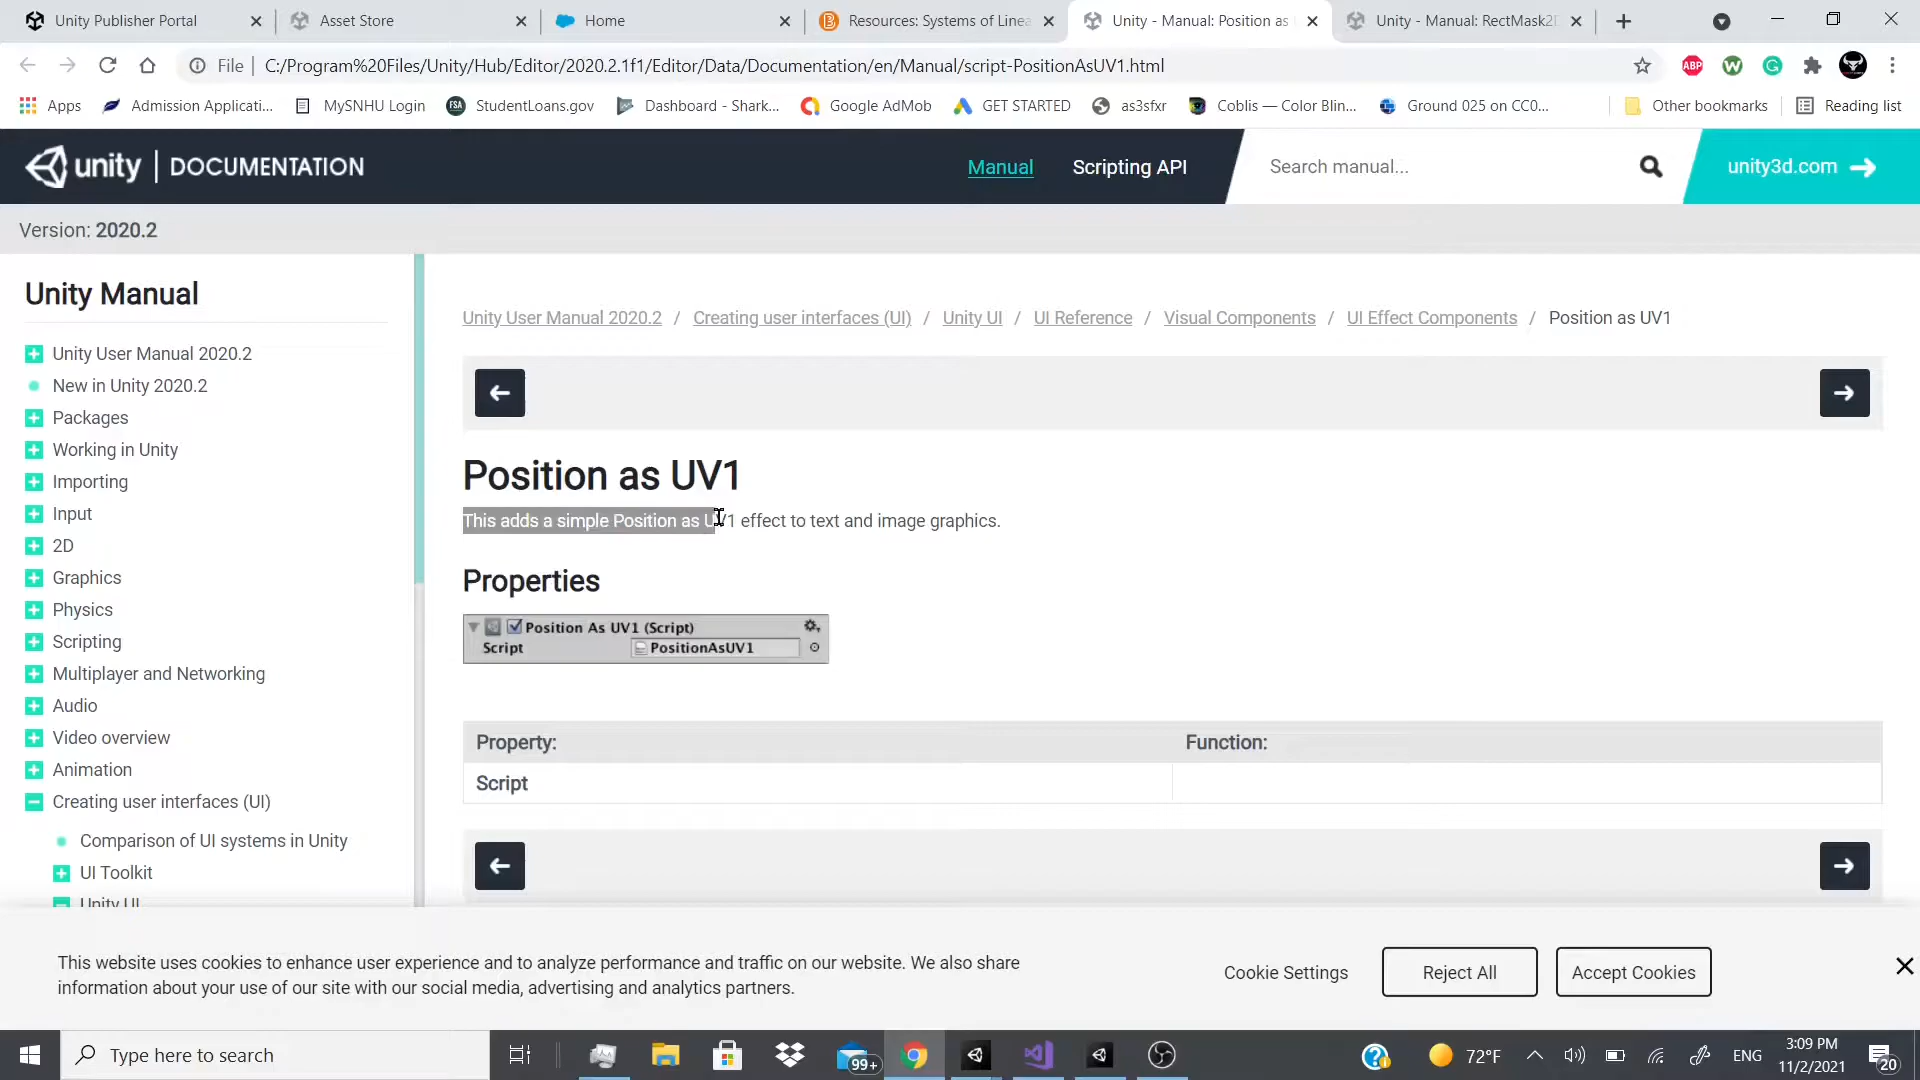 Unity Publisher Portal
Asset Store
Home
Resources: Systems of Linea
Unity - Manual: Position as
Unity - Manual: RectMask2D
File
C:/Program%20Files/Unity/Hub/Editor/2020.2.1f1/Editor/Data/Documentation/en/Manual/script-PositionAsUV1.html
ABP
W
G
Apps
Admission Applicati...
MySNHU Login
FSA
StudentLoans.gov
Dashboard - Shark...
Google AdMob
GET STARTED
as3sfxr
Coblis — Color Blin...
Ground 025 on CC0...
Other bookmarks
Reading list
unity | DOCUMENTATION
Manual
Scripting API
Search manual...
unity3d.com
Version: 2020.2
Unity Manual
Unity User Manual 2020.2
New in Unity 2020.2
Packages
Working in Unity
Importing
Input
2D
Graphics
Physics
Scripting
Multiplayer and Networking
Audio
Video overview
Animation
Creating user interfaces (UI)
Comparison of UI systems in Unity
UI Toolkit
Unity UI
Unity User Manual 2020.2 / Creating user interfaces (UI) / Unity UI / UI Reference / Visual Components / UI Effect Components / Position as UV1
Position as UV1
This adds a simple Position as UV1 effect to text and image graphics.
Properties
Position As UV1 (Script)
Script PositionAsUV1
Property: Function:
Script
This website uses cookies to enhance user experience and to analyze performance and traffic on our website. We also share
information about your use of our site with our social media, advertising and analytics partners.
Cookie Settings
Reject All
Accept Cookies
Type here to search
99+
72°F
ENG
3:09 PM
11/2/2021
20